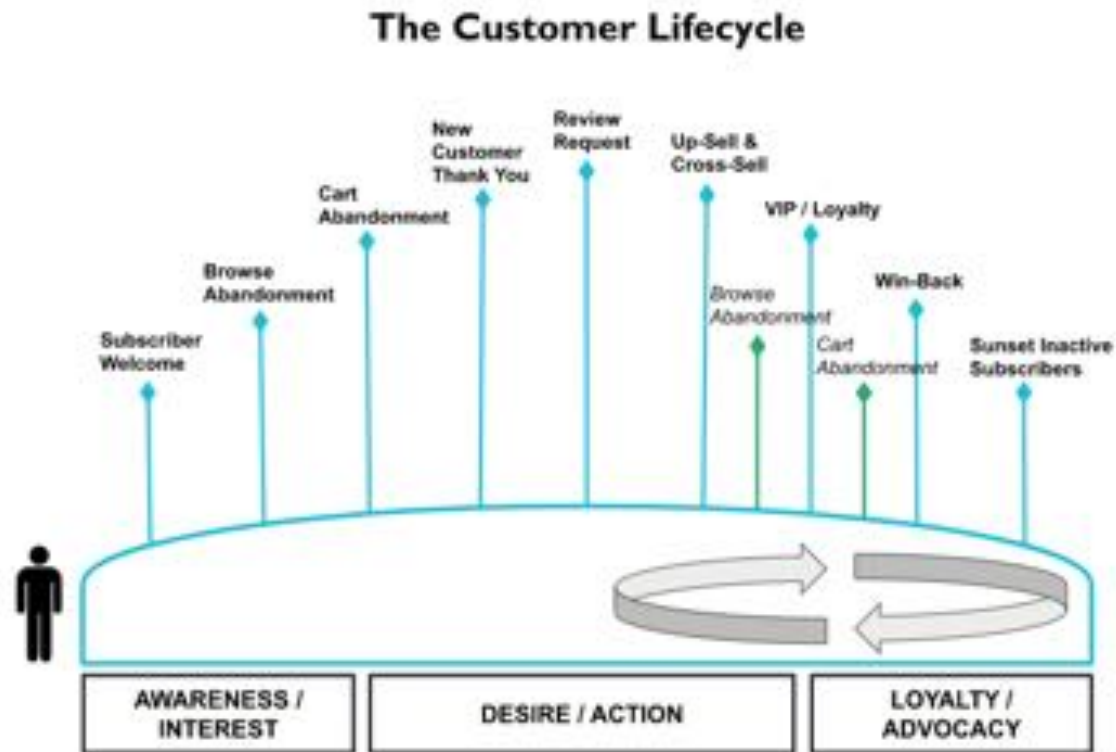 The Customer Lifecycle
Subscriber
Welcome
Browse
Abandonment
Cart
Abandonment
New
Customer
Thank You
Review
Request
Up-Sell &
Cross-Sell
Browse
Abandonment
VIP / Loyalty
Cart
Abandonment
Win-Back
Sunset Inactive
Subscribers
AWARENESS /
INTEREST
DESIRE / ACTION
LOYALTY /
ADVOCACY